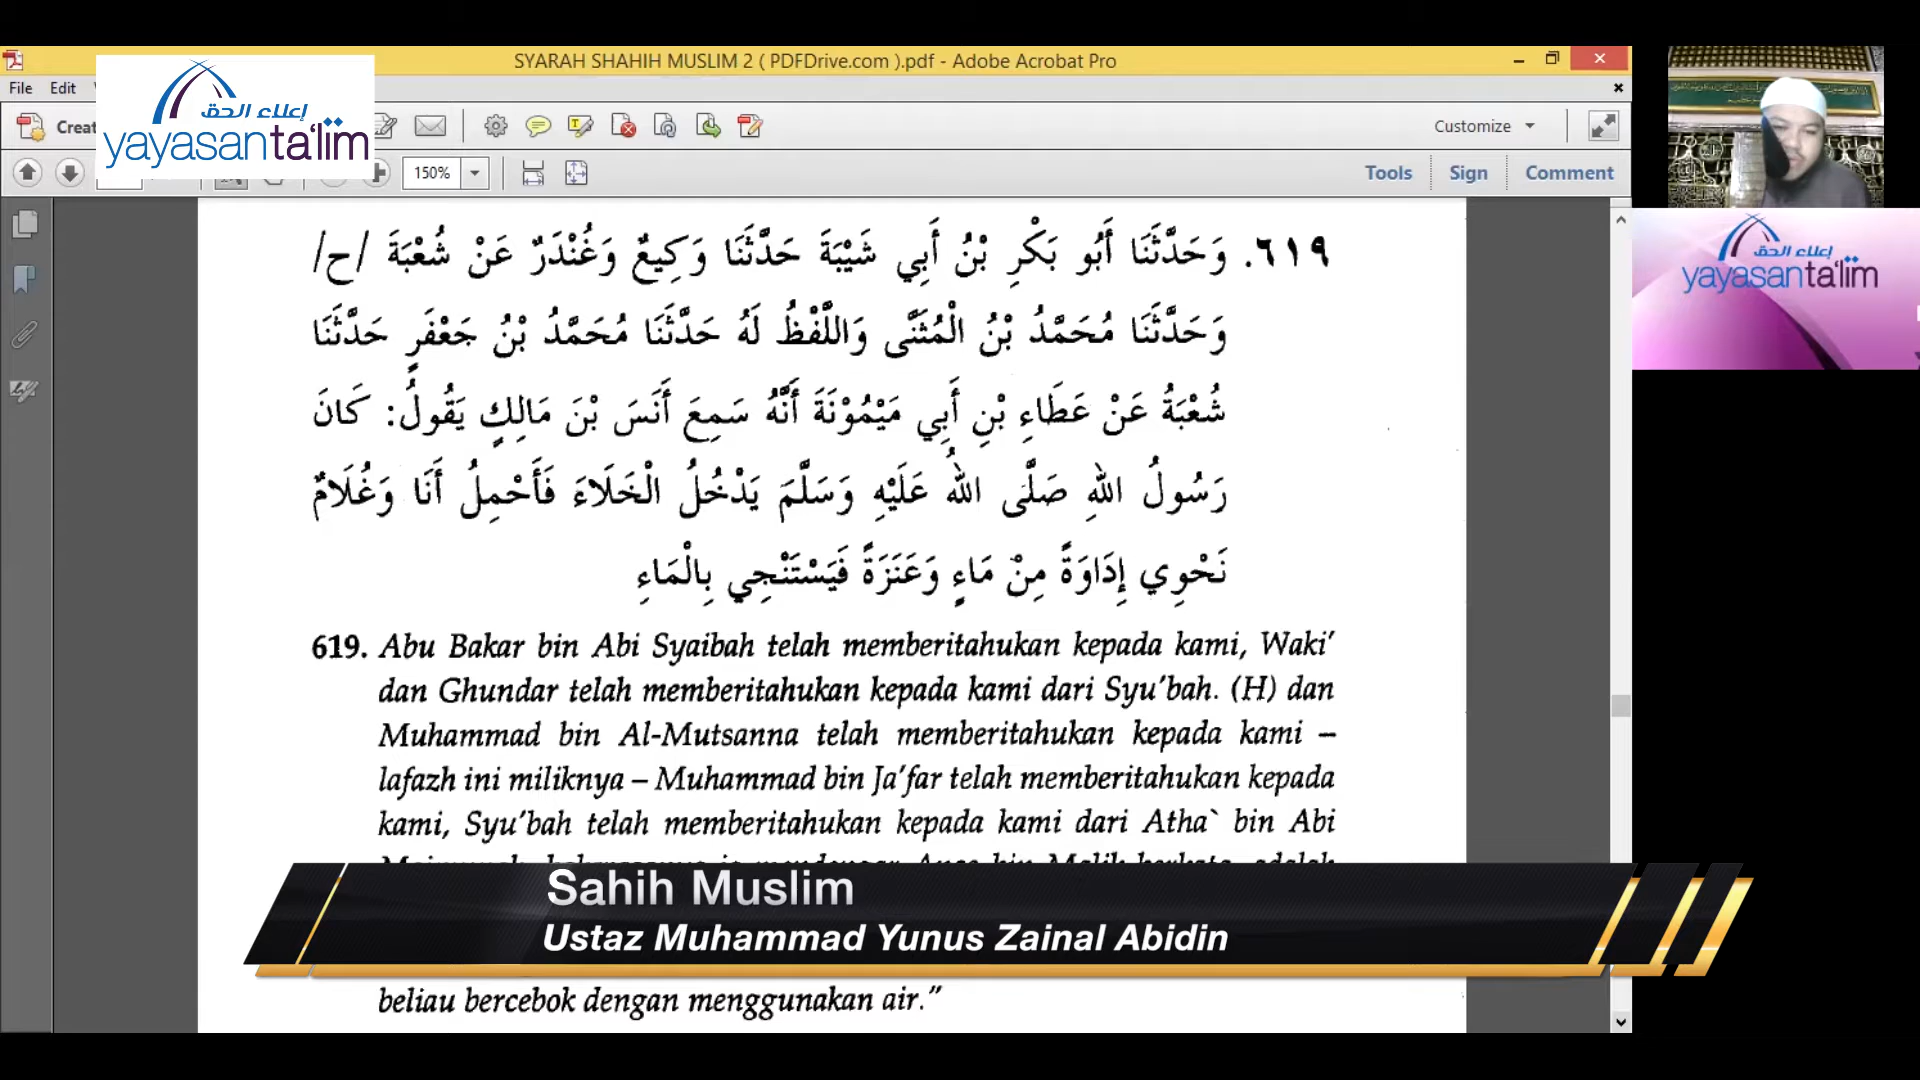 SYARAH SHAHIH MUSLIM 2 ( PDFDrive.com ).pdf - Adobe Acrobat Pro
File Edit
إعلاء الحق
yayasanta'lim
Customize
150%
Tools Sign Comment
إعلاء الحق
yayasanta'lim
٦١٩. وَحَدَّثَنَا أَبُو بَكْرِ بْنُ أَبِي شَيْبَةَ حَدَّثَنَا وَكِيعٌ وَغُنْدَرٌ عَنْ شُعْبَةَ /ح/
وَحَدَّثَنَا مُحَمَّدُ بْنُ الْمُثَنَّى وَاللَّفْظُ لَهُ حَدَّثَنَا مُحَمَّدُ بْنُ جَعْفَرٍ حَدَّثَنَا
شُعْبَةُ عَنْ عَطَاءِ بْنِ أَبِي مَيْمُوْنَةَ أَنَّهُ سَمِعَ أَنَسَ بْنَ مَالِكٍ يَقُولُ: كَانَ
رَسُولُ اللهِ صَلَّى اللهُ عَلَيْهِ وَسَلَّمَ يَدْخُلُ الْخَلَاءَ فَأَحْمِلُ أَنَا وَغُلَامٌ
نَحْوِي إِدَاوَةً مِنْ مَاءٍ وَعَنَزَةً فَيَسْتَنْجِي بِالْمَاءِ
619. Abu Bakar bin Abi Syaibah telah memberitahukan kepada kami, Waki'
dan Ghundar telah memberitahukan kepada kami dari Syu'bah. (H) dan
Muhammad bin Al-Mutsanna telah memberitahukan kepada kami –
lafazh ini miliknya – Muhammad bin Ja'far telah memberitahukan kepada
kami, Syu'bah telah memberitahukan kepada kami dari Atha` bin Abi
Sahih Muslim
Ustaz Muhammad Yunus Zainal Abidin
beliau bercebok dengan menggunakan air."